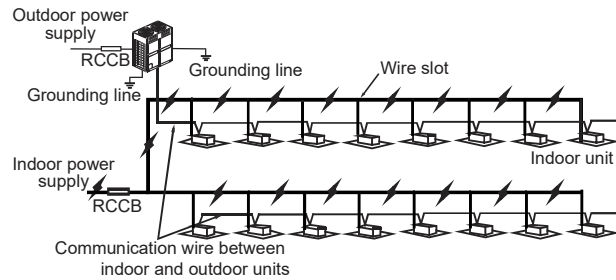 Outdoor power
supply
RCCB
Grounding line
Grounding line
Wire slot
Indoor unit
Indoor power
supply
RCCB
Communication wire between
indoor and outdoor units